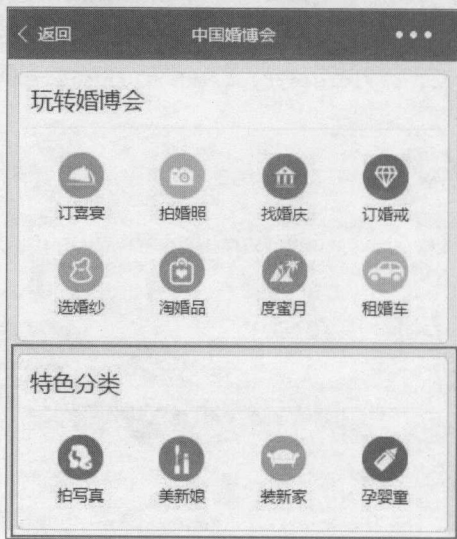 返回 中国婚博会
玩转婚博会
订喜宴 拍婚照 找婚庆 订婚戒
选婚纱 淘婚品 度蜜月 租婚车
特色分类
拍写真 美新娘 装新家 孕婴童